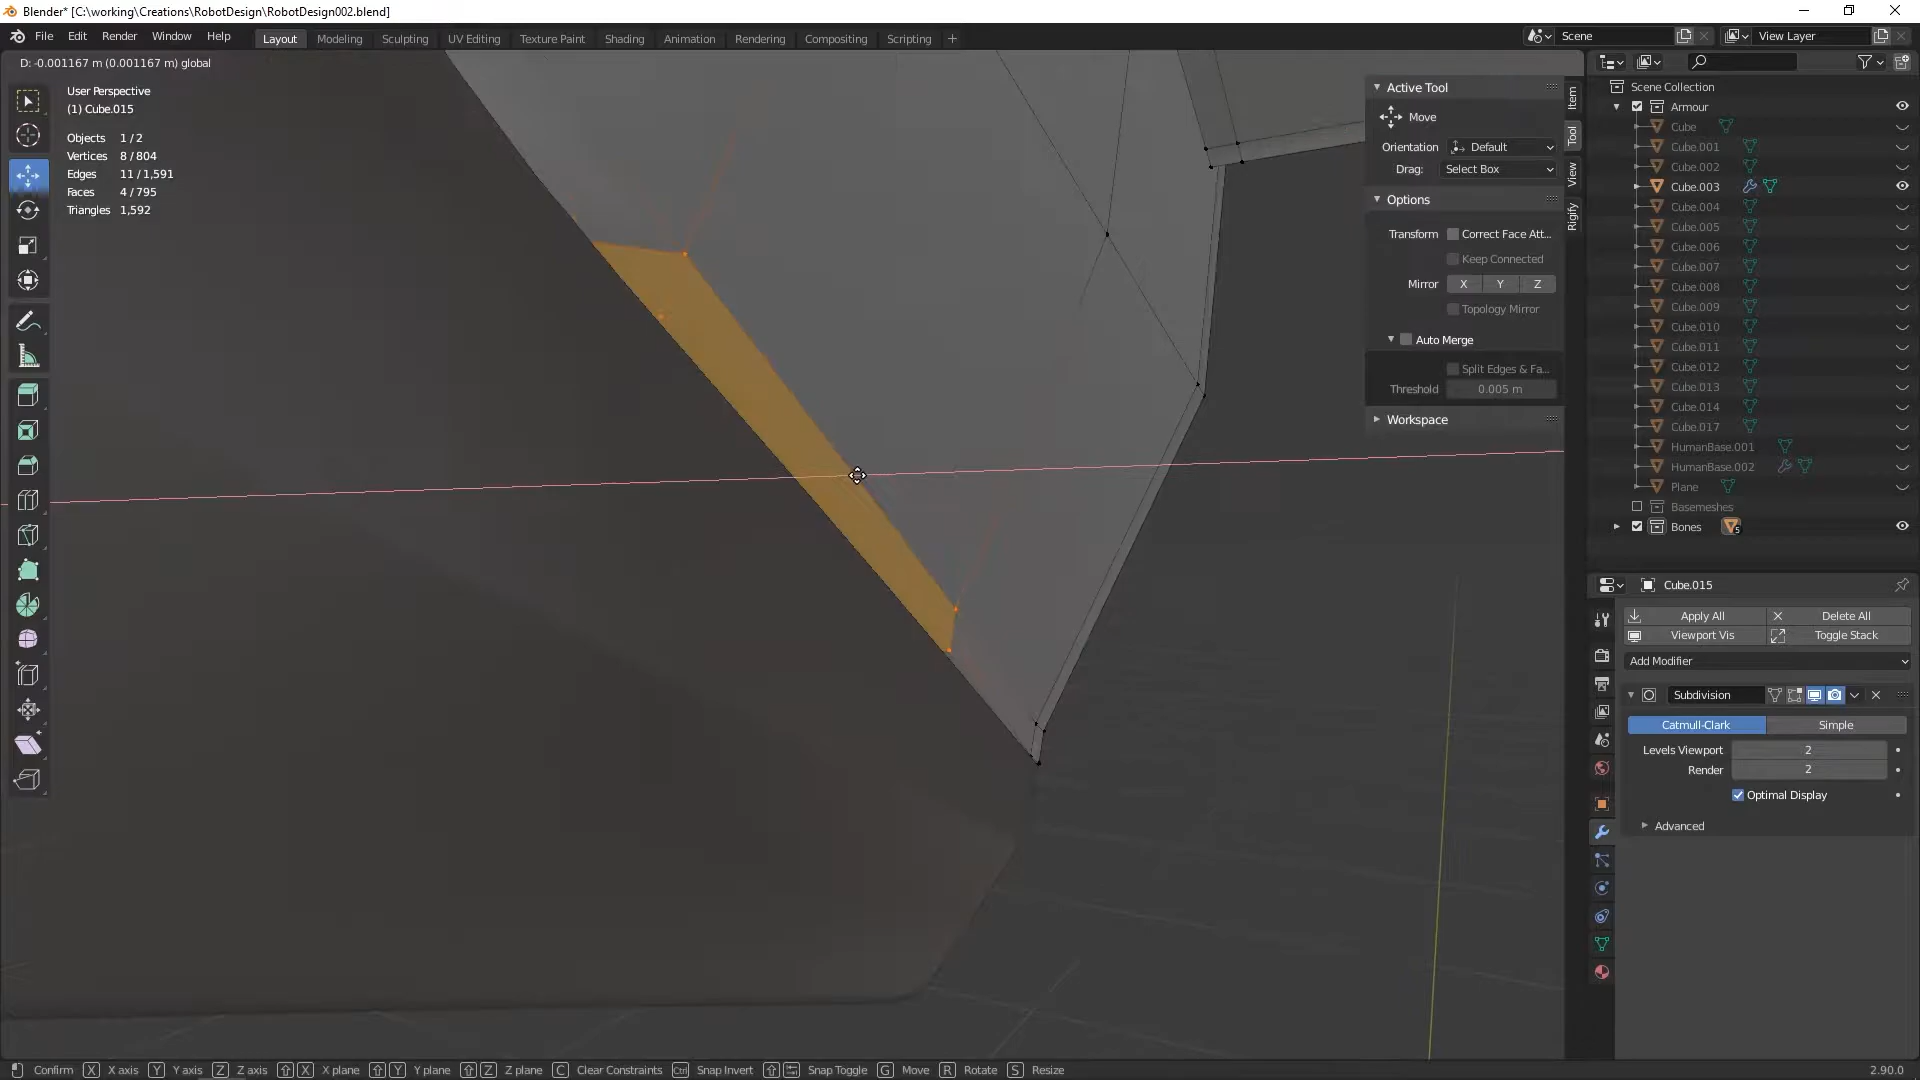 Blender* [C:\working\Creations\RobotDesign\RobotDesign002.blend]
File Edit Render Window Help Layout Modeling Sculpting UV Editing Texture Paint Shading Animation Rendering Compositing Scripting Scene View Layer
D: -0.001167 m (0.001167 m) global
User Perspective
(1) Cube.015
Objects 1 / 2
Vertices 8 / 804
Edges 11 / 1,591
Faces 4 / 795
Triangles 1,592
Active Tool
Move
Orientation Default
Drag: Select Box
Options
Transform Correct Face Att...
Keep Connected
Mirror X Y Z
Topology Mirror
Auto Merge
Split Edges & Fa...
Threshold 0.005 m
Workspace
Item
Tool
View
Rigify
Scene Collection
Armour
Cube
Cube.001
Cube.002
Cube.003
Cube.004
Cube.005
Cube.006
Cube.007
Cube.008
Cube.009
Cube.010
Cube.011
Cube.012
Cube.013
Cube.014
Cube.017
HumanBase.001
HumanBase.002
Plane
Basemeshes
Bones 5
Cube.015
Apply All Delete All
Viewport Vis Toggle Stack
Add Modifier
Subdivision
Catmull-Clark Simple
Levels Viewport 2
Render 2
Optimal Display
Advanced
Confirm X X axis Y Y axis Z Z axis X X plane Y Y plane Z Z plane C Clear Constraints Ctrl Snap Invert Snap Toggle G Move R Rotate S Resize 2.90.0